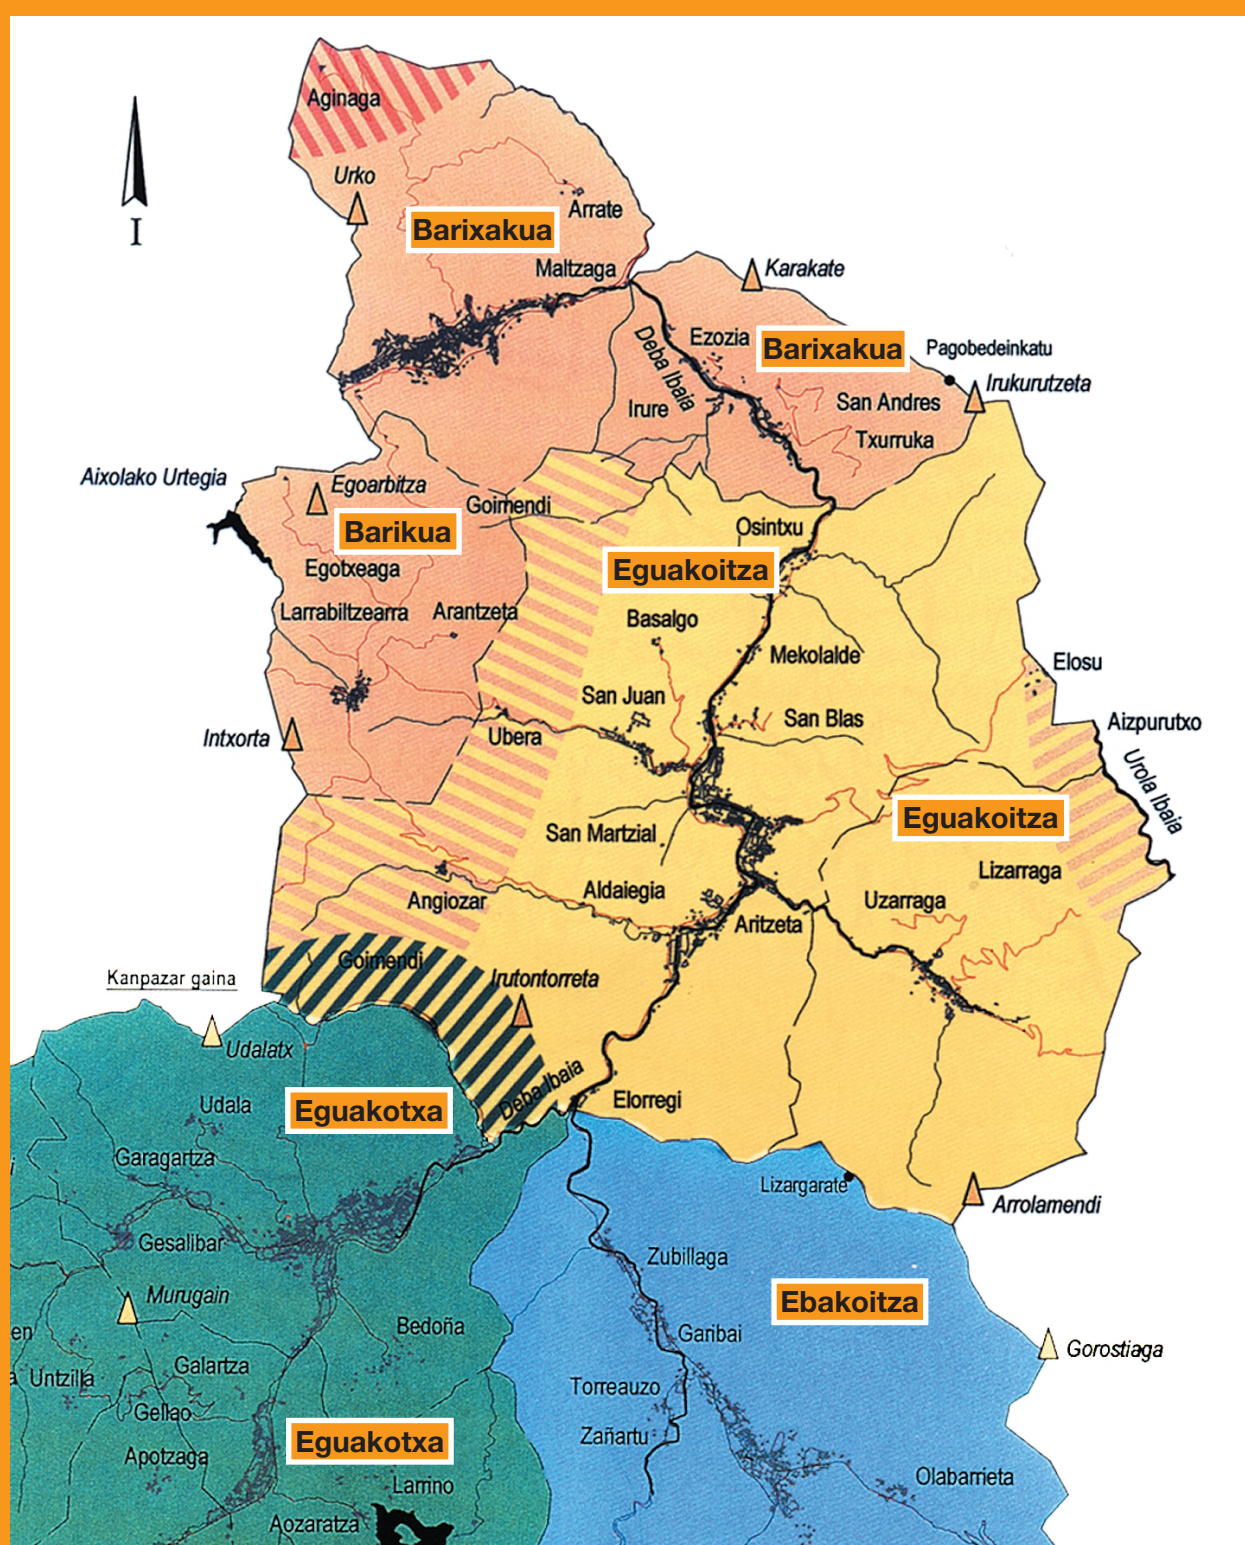 Aginaga
Urko
Arrate
Barixakua
Maltzaga
Karakate
I
Ezozia
Barixakua
Pagobedeinkatu
Deba Ibaia
Irukurutzeta
Irure
San Andres
Txurruka
Aixolako Urtegia
Egoarbitza
Goimendi
Barikua
Osintxu
Egotxeaga
Eguakoitza
Larrabiltzearra
Arantzeta
Basalgo
Mekolalde
Elosu
San Juan
San Blas
Aizpurutxo
Intxorta
Ubera
Urola Ibaia
San Martzial
Eguakoitza
Lizarraga
Angiozar
Aldaiegia
Uzarraga
Aritzeta
Goimendi
Kanpazar gaina
Irutontorreta
Udalatx
Deba Ibaia
Udala
Eguakotxa
Elorregi
Garagartza
Lizargarate
Arrolamendi
Gesalibar
Zubillaga
Murugain
Ebakoitza
Bedoña
Garibai
Gorostiaga
en
Untzilla
Galartza
Torreauzo
Gellao
Zañartu
Eguakotxa
Apotzaga
Larrino
Olabarrieta
Aozaratza